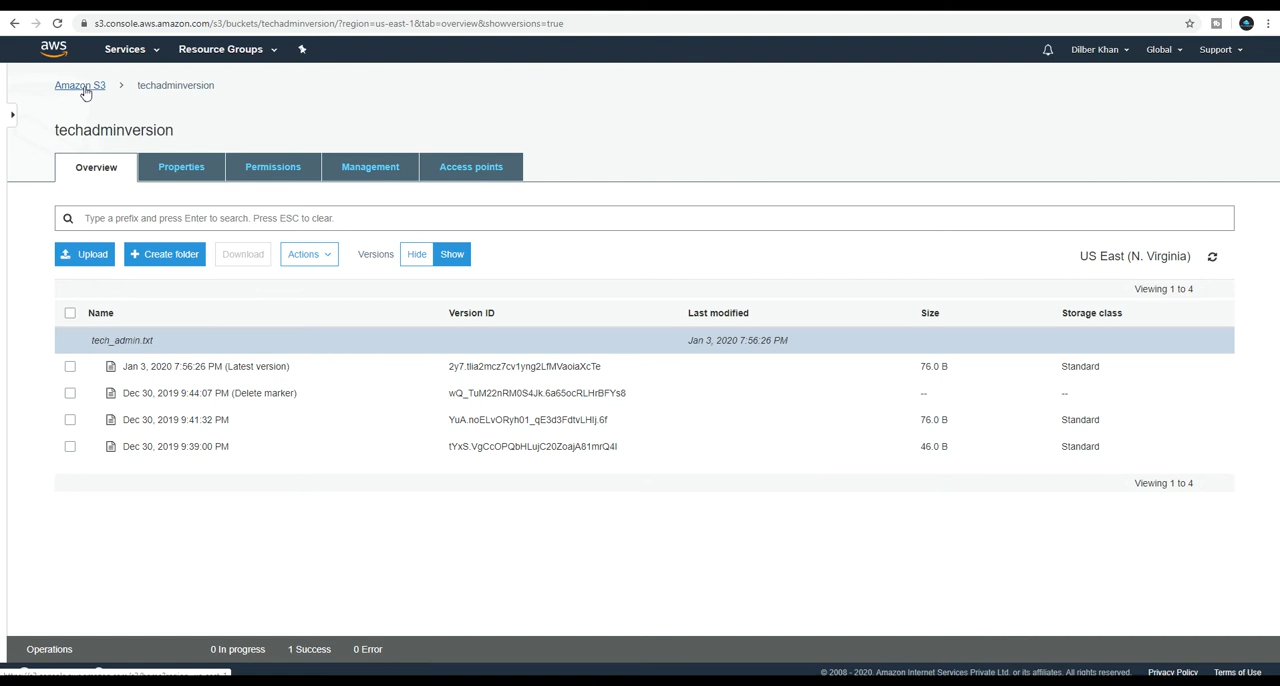 s3.console.aws.amazon.com/s3/buckets/techadminversion/?region=us-east-1&tab=overview&showversions=true
aws Services Resource Groups Dilber Khan Global Support
Amazon S3 > techadminversion
techadminversion
Overview Properties Permissions Management Access points
Type a prefix and press Enter to search. Press ESC to clear.
Upload + Create folder Download Actions Versions Hide Show US East (N. Virginia)
Viewing 1 to 4
Name Version ID Last modified Size Storage class
tech_admin.txt Jan 3, 2020 7:56:26 PM
Jan 3, 2020 7:56:26 PM (Latest version) 76.0 B Standard
Dec 30, 2019 9:44:07 PM (Delete marker) wQ_TuM22nRM0S4Jk.6a65ocRLHrBFYs8 -- --
Dec 30, 2019 9:41:32 PM 76.0 B Standard
Dec 30, 2019 9:39:00 PM 46.0 B Standard
Viewing 1 to 4
Operations 0 In progress 1 Success 0 Error
© 2008 - 2020, Amazon Internet Services Private Ltd. or its affiliates. All rights reserved. Privacy Policy Terms of Use